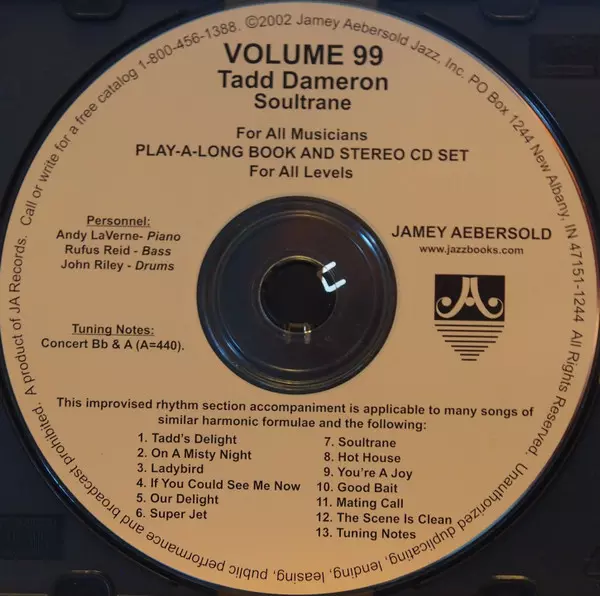 Call or write for a free catalog 1-800-456-1388. ©2002 Jamey Aebersold Jazz, Inc. PO Box 1244 New Albany, IN 47151-1244 All Rights Reserved. Unauthorized duplicating, lending, leasing, public performance and broadcast prohibited. A product of JA Records.
VOLUME 99
Tadd Dameron
Soultrane
For All Musicians
PLAY-A-LONG BOOK AND STEREO CD SET
For All Levels
Personnel:
Andy LaVerne- Piano
Rufus Reid - Bass
John Riley - Drums
JAMEY AEBERSOLD
www.jazzbooks.com
JA
Tuning Notes:
Concert Bb & A (A=440).
This improvised rhythm section accompaniment is applicable to many songs of
similar harmonic formulae and the following:
1. Tadd's Delight
2. On A Misty Night
3. Ladybird
4. If You Could See Me Now
5. Our Delight
6. Super Jet
7. Soultrane
8. Hot House
9. You're A Joy
10. Good Bait
11. Mating Call
12. The Scene Is Clean
13. Tuning Notes